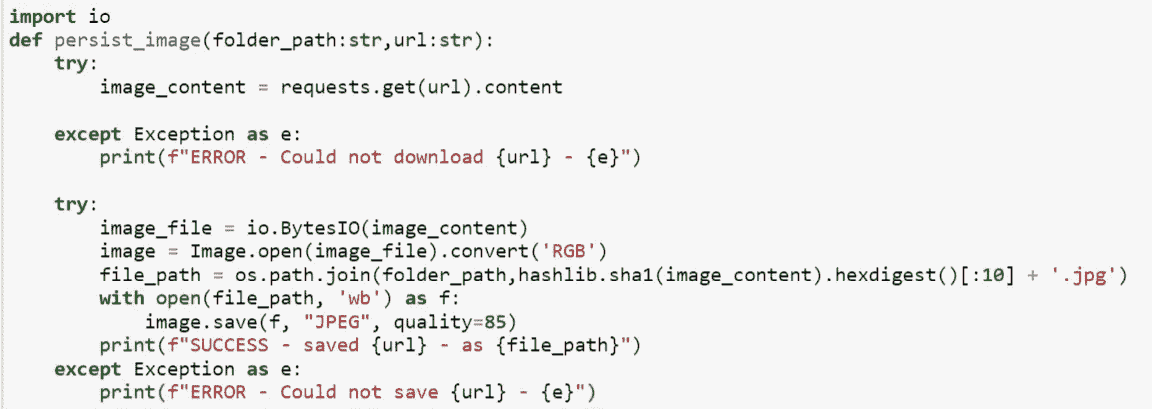 import io
def persist_image(folder_path:str,url:str):
    try:
        image_content = requests.get(url).content
    except Exception as e:
        print(f"ERROR - Could not download {url} - {e}")
    try:
        image_file = io.BytesIO(image_content)
        image = Image.open(image_file).convert('RGB')
        file_path = os.path.join(folder_path,hashlib.sha1(image_content).hexdigest()[:10] + '.jpg')
        with open(file_path, 'wb') as f:
            image.save(f, "JPEG", quality=85)
        print(f"SUCCESS - saved {url} - as {file_path}")
    except Exception as e:
        print(f"ERROR - Could not save {url} - {e}")